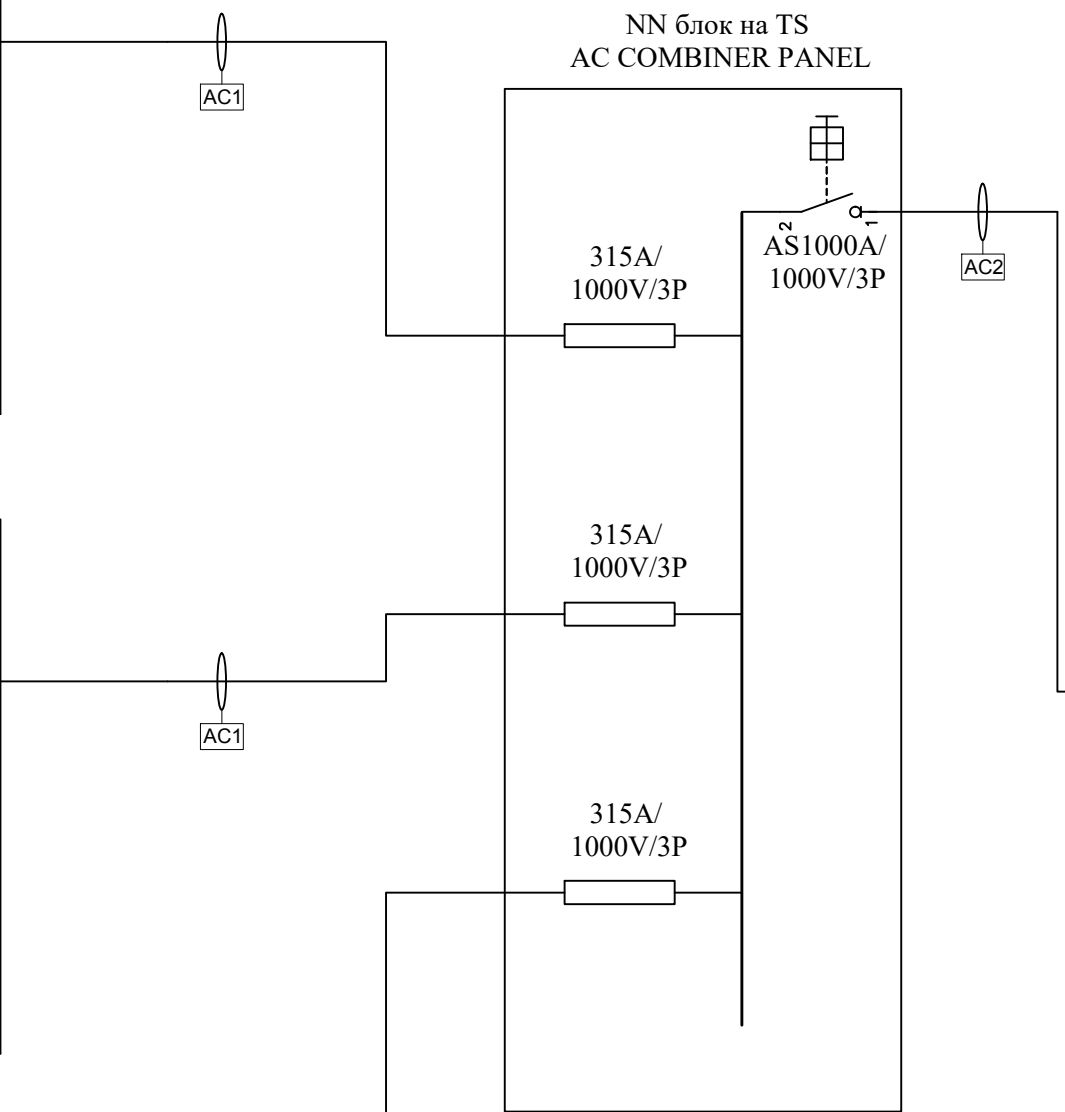 NN блок на TS
AC COMBINER PANEL
AC1
2
1
AS1000A/
1000V/3P
AC2
315A/
1000V/3P
315A/
1000V/3P
AC1
315A/
1000V/3P